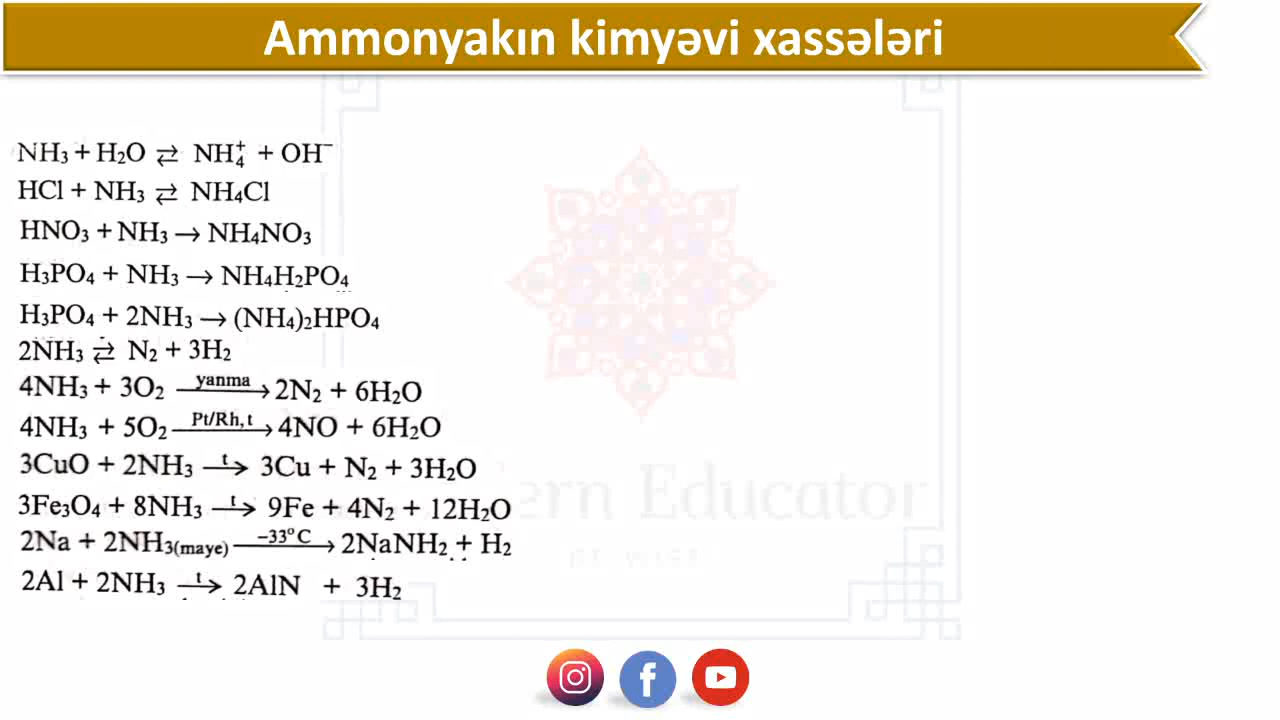 Ammonyakın kimyəvi xassələri
NH₃ + H₂O ⇄ NH₄⁺ + OH⁻
HCl + NH₃ ⇄ NH₄Cl
HNO₃ + NH₃ → NH₄NO₃
H₃PO₄ + NH₃ → NH₄H₂PO₄
H₃PO₄ + 2NH₃ → (NH₄)₂HPO₄
2NH₃ ⇄ N₂ + 3H₂
4NH₃ + 3O₂ —yanma→ 2N₂ + 6H₂O
4NH₃ + 5O₂ —Pt/Rh, t→ 4NO + 6H₂O
3CuO + 2NH₃ —t→ 3Cu + N₂ + 3H₂O
3Fe₃O₄ + 8NH₃ —t→ 9Fe + 4N₂ + 12H₂O
2Na + 2NH₃(maye) —−33°C→ 2NaNH₂ + H₂
2Al + 2NH₃ —t→ 2AlN + 3H₂
Educator